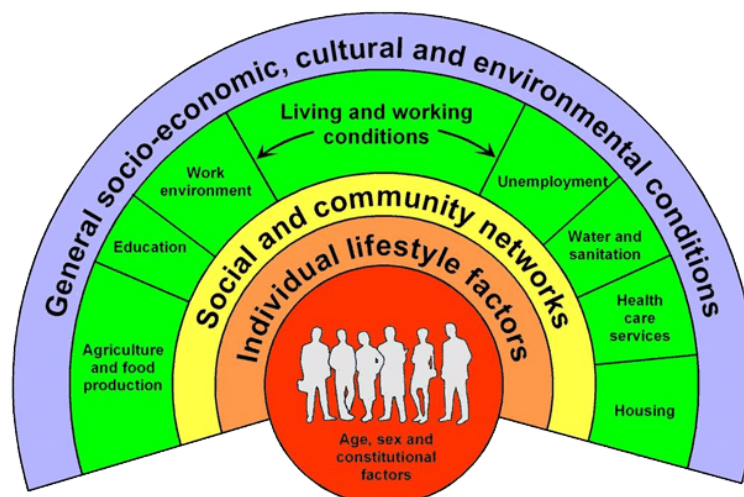 General socio-economic, cultural and environmental conditions
Living and working
conditions
Work
environment
Unemployment
Education
Water and
sanitation
Agriculture
and food
production
Health
care
services
Housing
Social and community networks
Individual lifestyle factors
Age, sex and
constitutional
factors